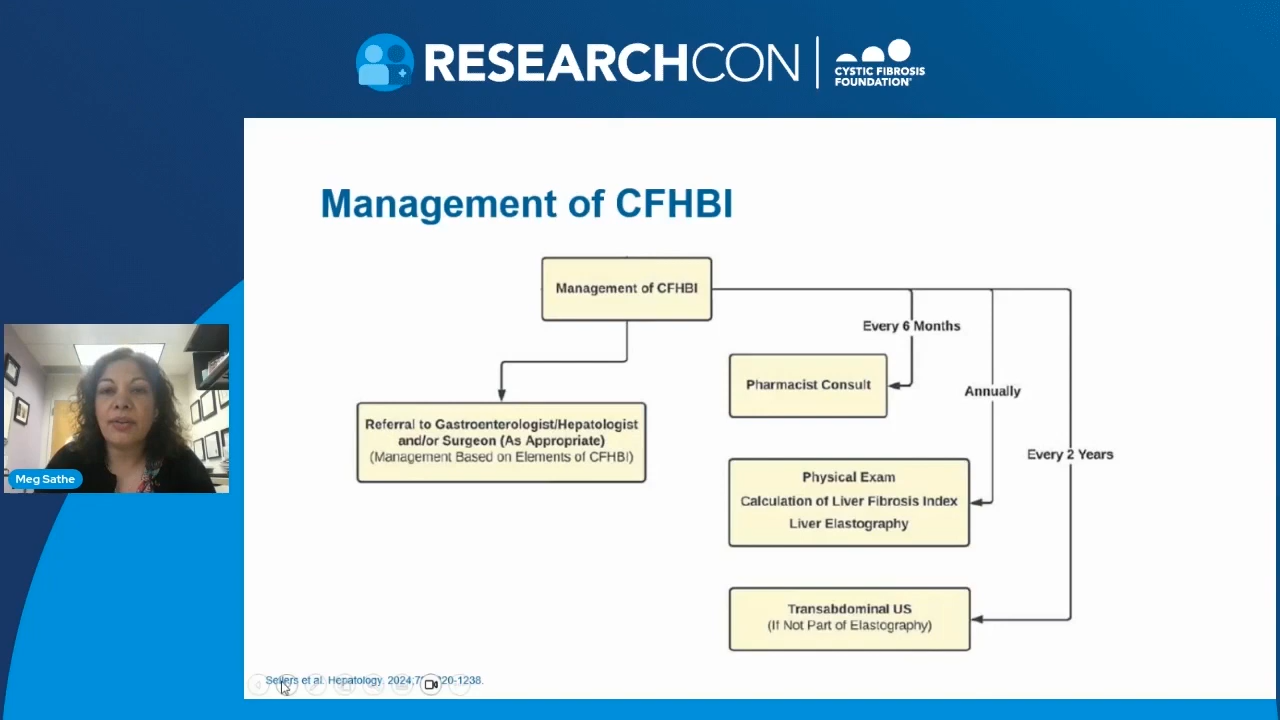 RESEARCHCON
CYSTIC FIBROSIS
FOUNDATION
Management of CFHBI
Management of CFHBI
Every 6 Months
Pharmacist Consult
Annually
Referral to Gastroenterologist/Hepatologist
and/or Surgeon (As Appropriate)
(Management Based on Elements of CFHBI)
Every 2 Years
Physical Exam
Calculation of Liver Fibrosis Index
Liver Elastography
Transabdominal US
(If Not Part of Elastography)
Meg Sathe
et al. Hepatology. 2024;
20-1238.